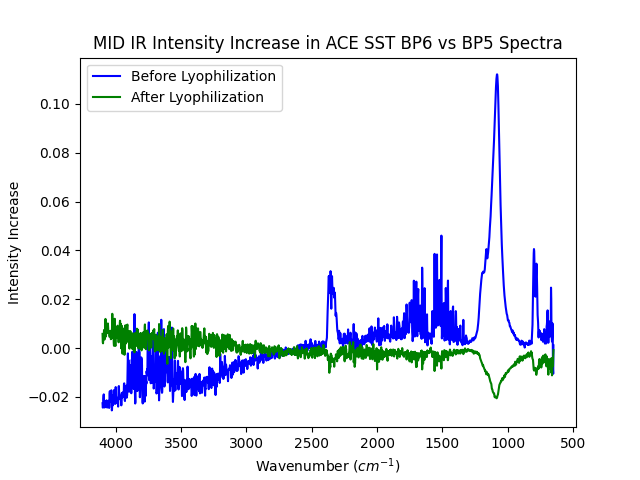 MID IR Intensity Increase in ACE SST BP6 vs BP5 Spectra
Before Lyophilization
After Lyophilization
Intensity Increase
0.10
0.08
0.06
0.04
0.02
0.00
−0.02
4000 3500 3000 2500 2000 1500 1000 500
Wavenumber (cm⁻¹)